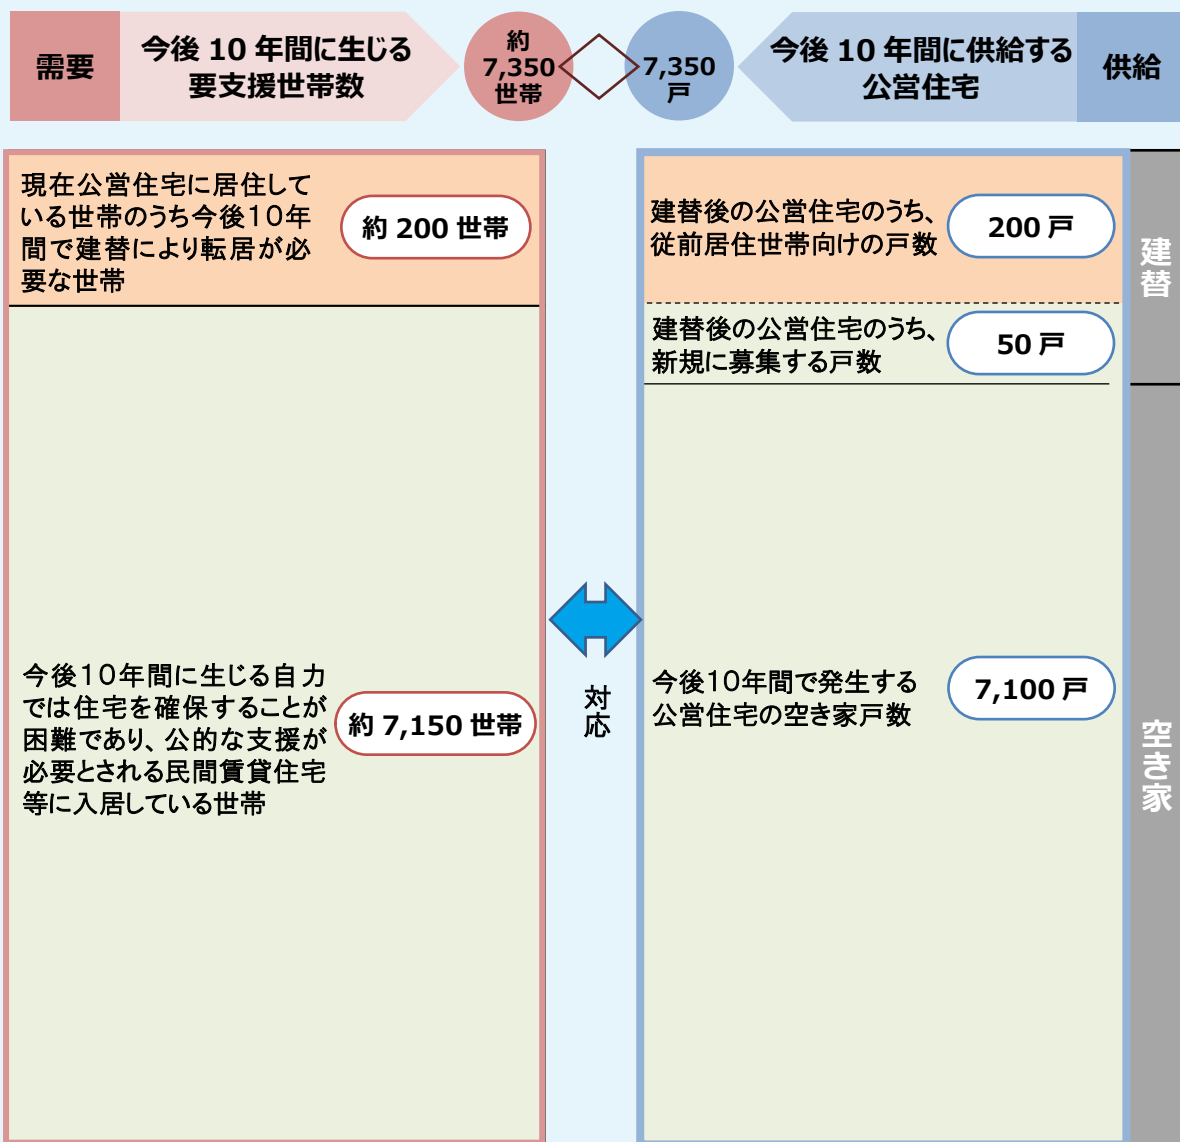 需要
今後 10 年間に生じる
要支援世帯数
約
7,350
世帯
7,350
戸
今後 10 年間に供給する
公営住宅
供給
現在公営住宅に居住して
いる世帯のうち今後１０年
間で建替により転居が必
要な世帯
約 200 世帯
今後１０年間に生じる自力
では住宅を確保することが
困難であり、公的な支援が
必要とされる民間賃貸住宅
等に入居している世帯
約 7,150 世帯
対応
建替後の公営住宅のうち、
従前居住世帯向けの戸数
200 戸
建替後の公営住宅のうち、
新規に募集する戸数
50 戸
今後１０年間で発生する
公営住宅の空き家戸数
7,100 戸
建替
空き家